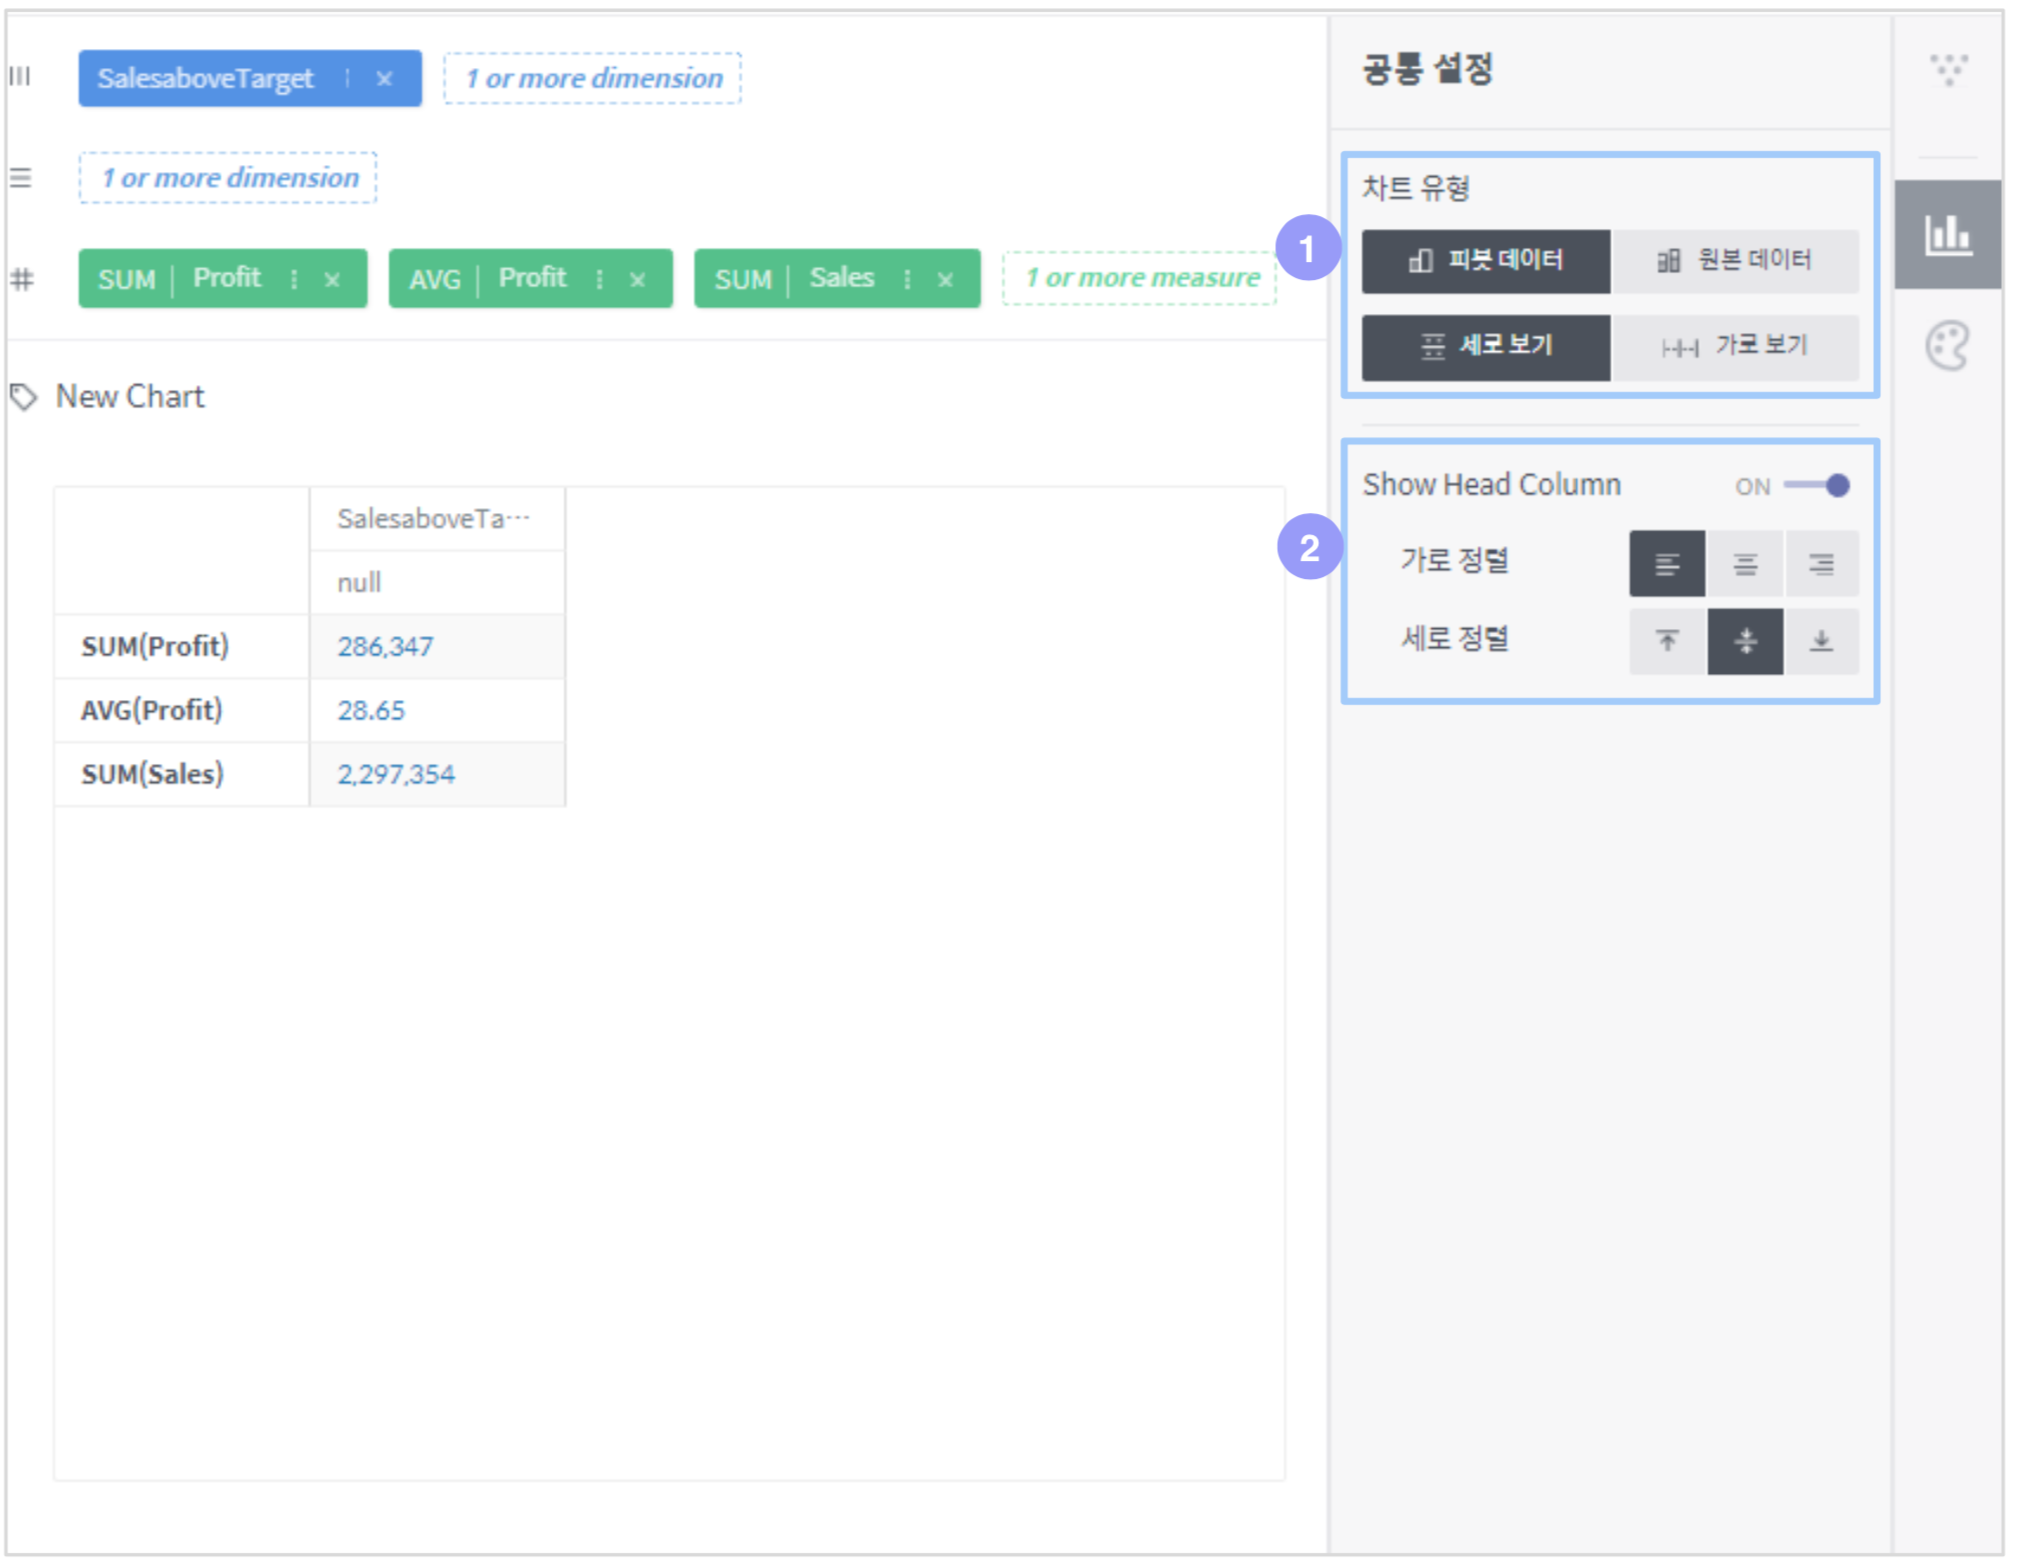 SalesaboveTarget
1 or more dimension
1 or more dimension
SUM | Profit
AVG | Profit
SUM | Sales
1 or more measure
New Chart
SalesaboveTa···
null
SUM(Profit) 286,347
AVG(Profit) 28.65
SUM(Sales) 2,297,354
공통 설정
1
차트 유형
피봇 데이터 원본 데이터
세로 보기 가로 보기
2
Show Head Column ON
가로 정렬
세로 정렬